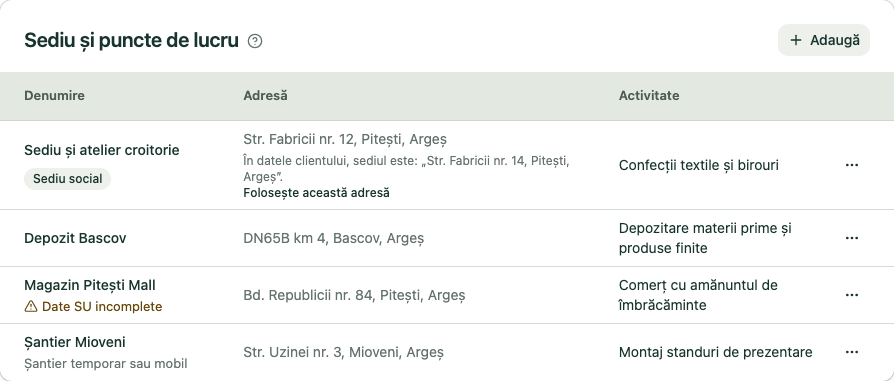 Sediu și puncte de lucru
+ Adaugă
Denumire Adresă Activitate
Sediu și atelier croitorie
Sediu social
Str. Fabricii nr. 12, Pitești, Argeș
În datele clientului, sediul este: „Str. Fabricii nr. 14, Pitești,
Argeș”.
Folosește această adresă
Confecții textile și birouri
Depozit Bascov
DN65B km 4, Bascov, Argeș
Depozitare materii prime și
produse finite
Magazin Pitești Mall
Date SU incomplete
Bd. Republicii nr. 84, Pitești, Argeș
Comerț cu amănuntul de
îmbrăcăminte
Șantier Mioveni
Șantier temporar sau mobil
Str. Uzinei nr. 3, Mioveni, Argeș
Montaj standuri de prezentare